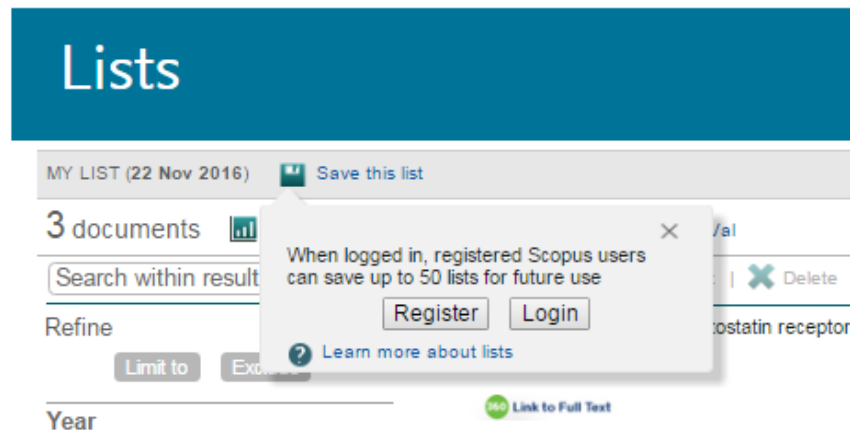 Lists
MY LIST (22 Nov 2016) Save this list
3 documents
When logged in, registered Scopus users
can save up to 50 lists for future use
Register Login
Learn more about lists
Search within result
Delete
Refine
Limit to
Year
360 Link to Full Text